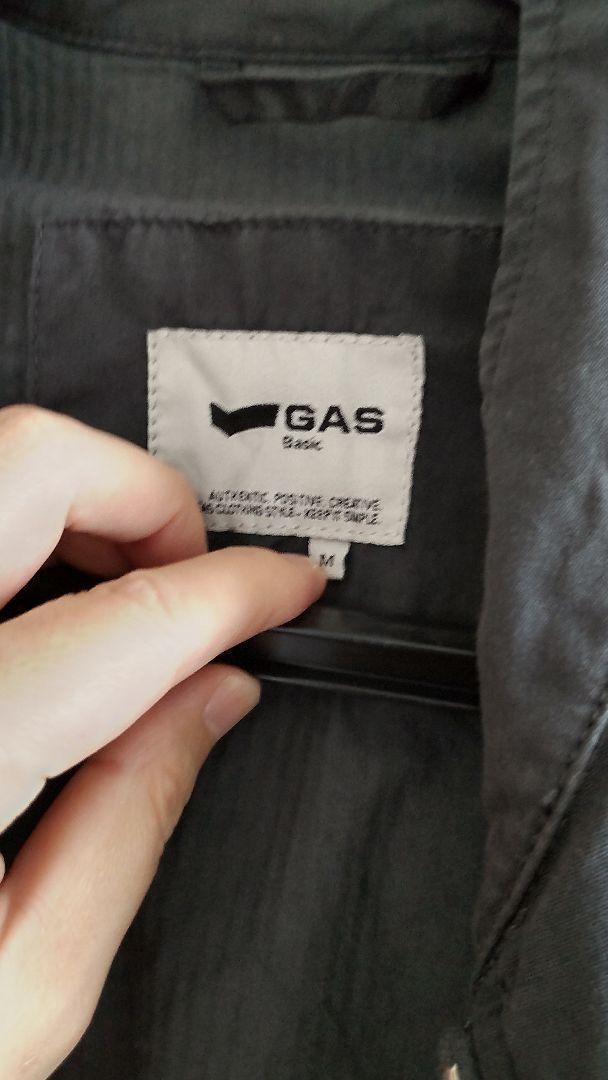 GAS
Basic
AUTHENTIC, POSITIVE, CREATIVE.
CLOTHING STYLE - KEEP IT SIMPLE.
M